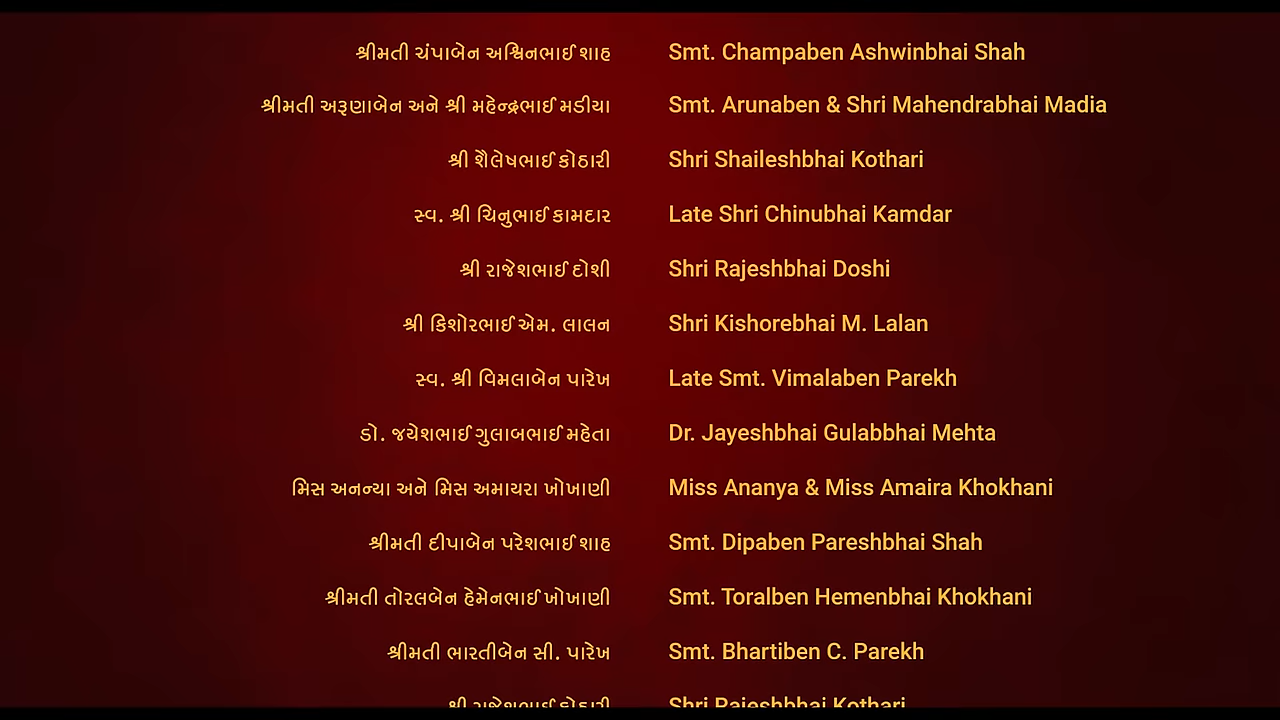 શ્રીમતી ચંપાબેન અશ્વિનભાઈ શાહ Smt. Champaben Ashwinbhai Shah
શ્રીમતી અરૂણાબેન અને શ્રી મહેન્દ્રભાઈ મડીયા Smt. Arunaben & Shri Mahendrabhai Madia
શ્રી શૈલેષભાઈ કોઠારી Shri Shaileshbhai Kothari
સ્વ. શ્રી ચિનુભાઈ કામદાર Late Shri Chinubhai Kamdar
શ્રી રાજેશભાઈ દોશી Shri Rajeshbhai Doshi
શ્રી કિશોરભાઈ એમ. લાલન Shri Kishorebhai M. Lalan
સ્વ. શ્રી વિમલાબેન પારેખ Late Smt. Vimalaben Parekh
ડો. જયેશભાઈ ગુલાબભાઈ મહેતા Dr. Jayeshbhai Gulabbhai Mehta
મિસ અનન્યા અને મિસ અમાયરા ખોખાણી Miss Ananya & Miss Amaira Khokhani
શ્રીમતી દીપાબેન પરેશભાઈ શાહ Smt. Dipaben Pareshbhai Shah
શ્રીમતી તોરલબેન હેમેનભાઈ ખોખાણી Smt. Toralben Hemenbhai Khokhani
શ્રીમતી ભારતીબેન સી. પારેખ Smt. Bhartiben C. Parekh
શ્રી રાજેશભાઈ કોઠારી Shri Rajeshbhai Kothari